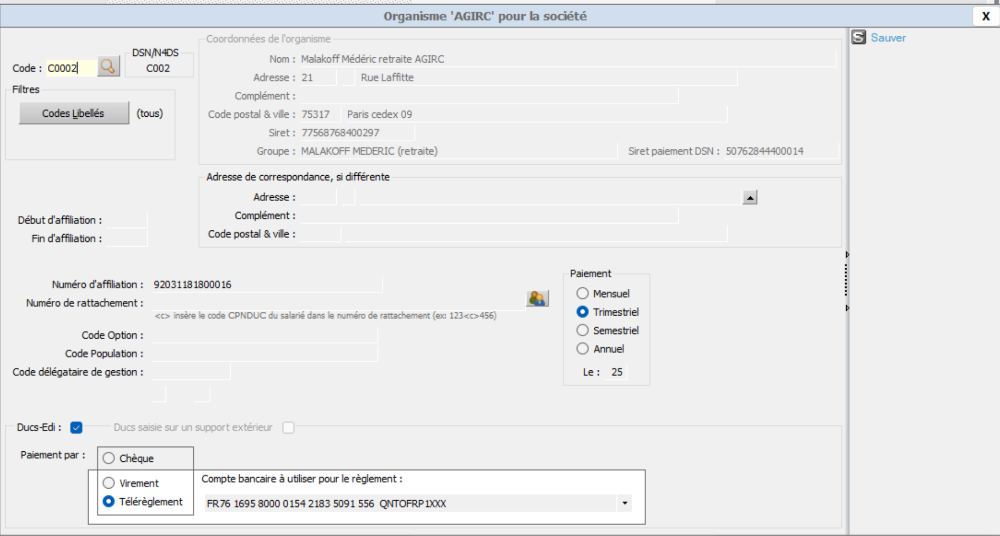 Organisme 'AGIRC' pour la société
X
Sauver
Code : C0002
DSN/N4DS
C002
Filtres
Codes Libellés (tous)
Coordonnées de l'organisme
Nom : Malakoff Médéric retraite AGIRC
Adresse : 21 Rue Laffitte
Complément :
Code postal & ville : 75317 Paris cedex 09
Siret : 77568768400297
Groupe : MALAKOFF MEDERIC (retraite) Siret paiement DSN : 50762844400014
Adresse de correspondance, si différente
Adresse :
Complément :
Code postal & ville :
Début d'affiliation :
Fin d'affiliation :
Numéro d'affiliation : 92031181800016
Numéro de rattachement :
<c> insère le code CPNDUC du salarié dans le numéro de rattachement (ex: 123<c>456)
Code Option :
Code Population :
Code délégataire de gestion :
Paiement
Mensuel
Trimestriel
Semestriel
Annuel
Le : 25
Ducs-Edi : Ducs saisie sur un support extérieur
Paiement par :
Chèque
Virement
Télérèglement
Compte bancaire à utiliser pour le règlement :
FR76 1695 8000 0154 2183 5091 556 QNTOFRP1XXX